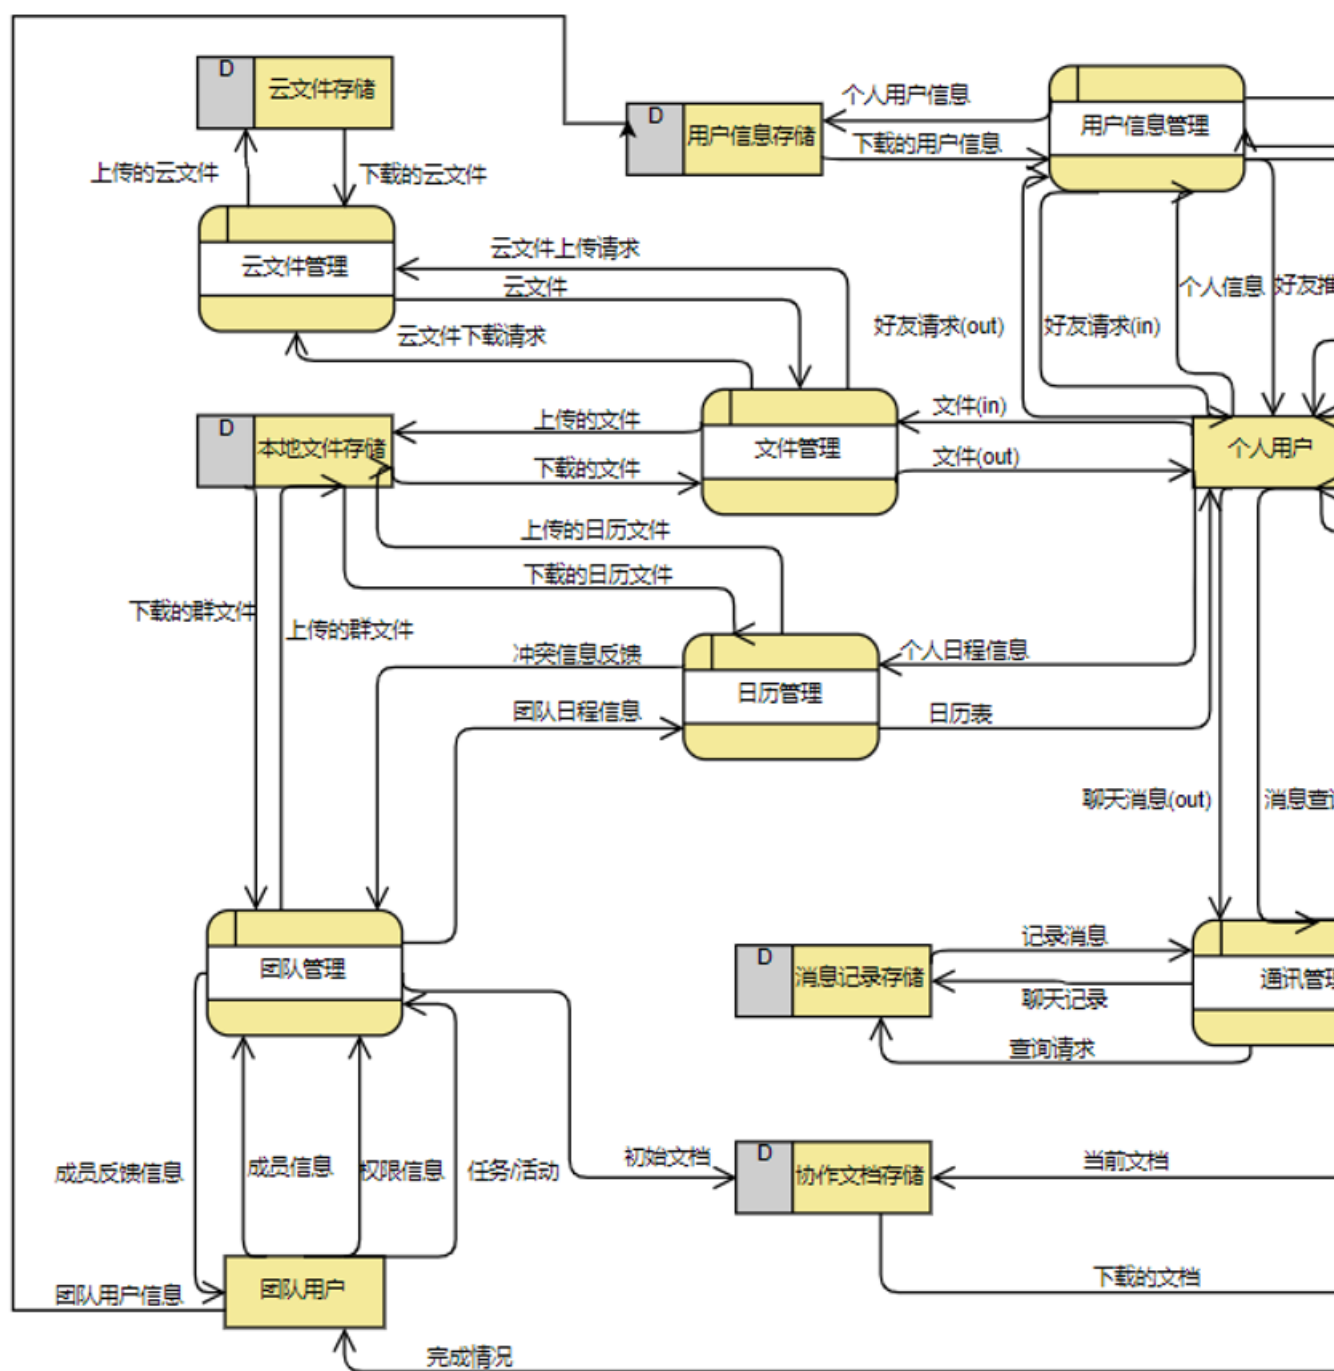 D
云文件存储
D
用户信息存储
个人用户信息
下载的用户信息
用户信息管理
上传的云文件
下载的云文件
云文件管理
云文件上传请求
云文件
云文件下载请求
个人信息
好友推
好友请求(out)
好友请求(in)
D
本地文件存储
上传的文件
下载的文件
文件管理
文件(in)
文件(out)
个人用户
上传的日历文件
下载的日历文件
下载的群文件
上传的群文件
冲突信息反馈
团队日程信息
日历管理
个人日程信息
日历表
聊天消息(out)
消息查
团队管理
D
消息记录存储
记录消息
聊天记录
查询请求
通讯管
成员反馈信息
成员信息
权限信息
任务/活动
初始文档
D
协作文档存储
当前文档
下载的文档
团队用户信息
团队用户
完成情况